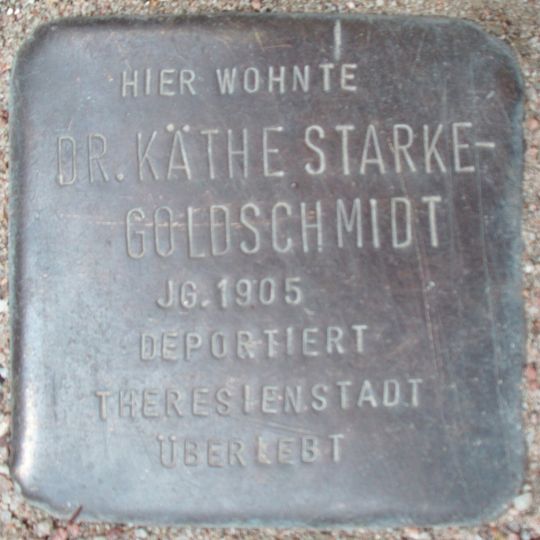 HIER WOHNTE
DR. KÄTHE STARKE-
GOLDSCHMIDT
JG. 1905
DEPORTIERT
THERESIENSTADT
ÜBERLEBT